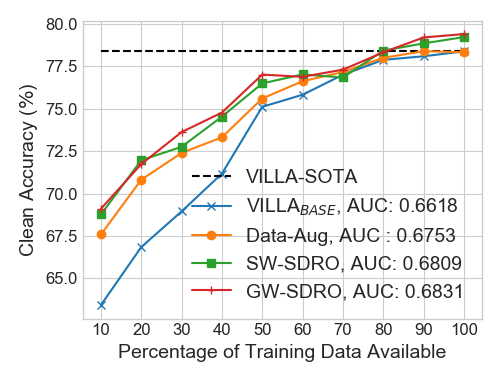 80.0
77.5
75.0
72.5
70.0
67.5
65.0
Clean Accuracy (%)
VILLA-SOTA
VILLA_BASE, AUC: 0.6618
Data-Aug, AUC : 0.6753
SW-SDRO, AUC: 0.6809
GW-SDRO, AUC: 0.6831
10 20 30 40 50 60 70 80 90 100
Percentage of Training Data Available